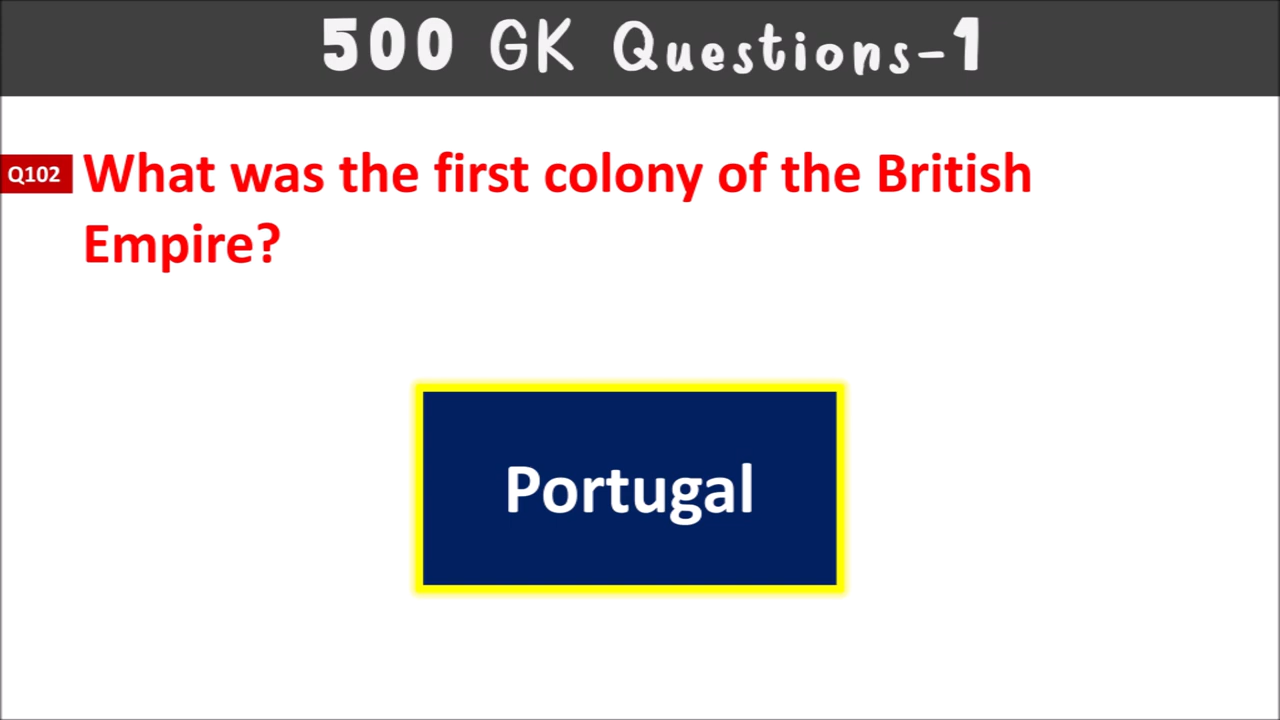 500 GK Questions-1
Q102 What was the first colony of the British
Empire?
Portugal